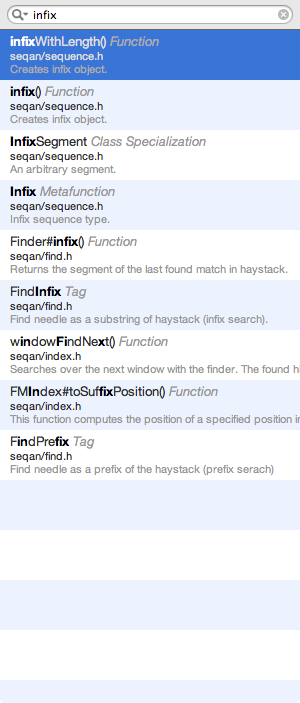 infix
infixWithLength() Function
seqan/sequence.h
Creates infix object.
infix() Function
seqan/sequence.h
Creates infix object.
InfixSegment Class Specialization
An arbitrary segment.
Infix Metafunction
seqan/sequence.h
Infix sequence type.
Finder#infix() Function
seqan/find.h
Returns the segment of the last found match in haystack.
FindInfix Tag
seqan/find.h
Find needle as a substring of haystack (infix search).
windowFindNext() Function
seqan/index.h
Searches over the next window with the finder. The found h
FMIndex#toSuffixPosition() Function
seqan/index.h
This function computes the position of a specified position in
FindPrefix Tag
seqan/find.h
Find needle as a prefix of the haystack (prefix serach)